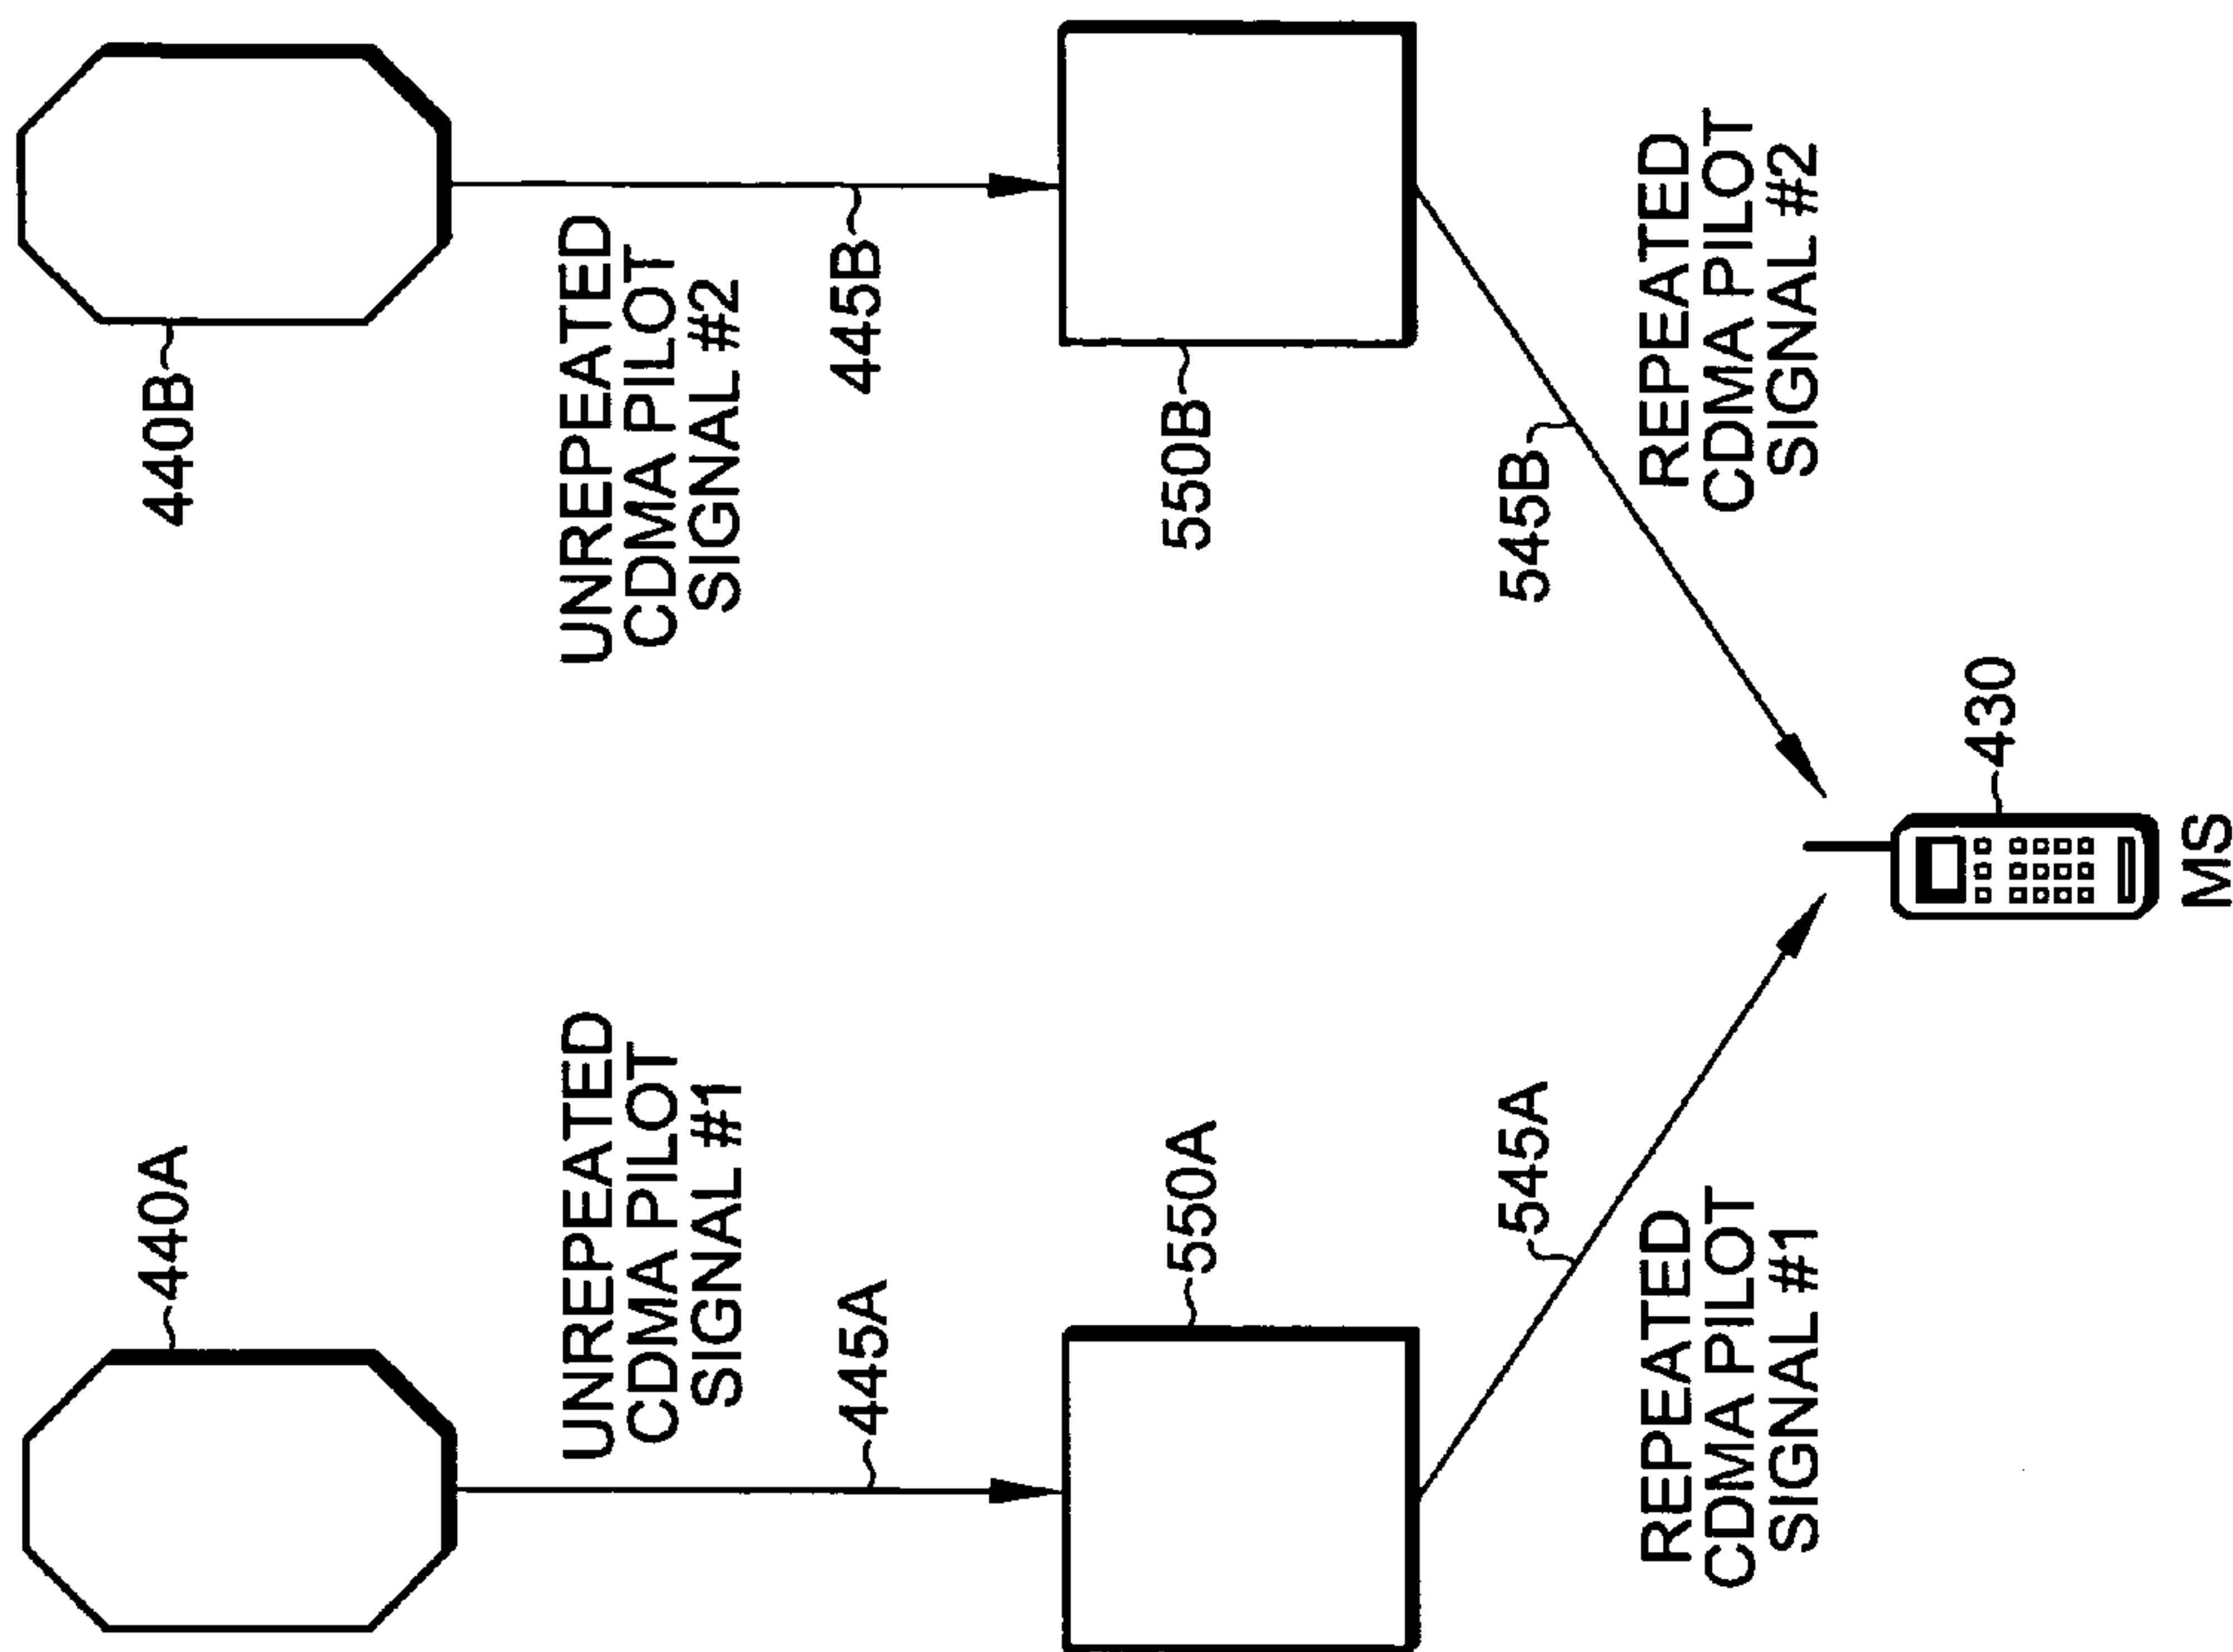 440A
440B
UNREPEATED
CDMA PILOT
SIGNAL #1
UNREPEATED
CDMA PILOT
SIGNAL #2
445A
445B
550A
550B
545A
545B
REPEATED
CDMA PILOT
SIGNAL #1
REPEATED
CDMA PILOT
SIGNAL #2
430
MS